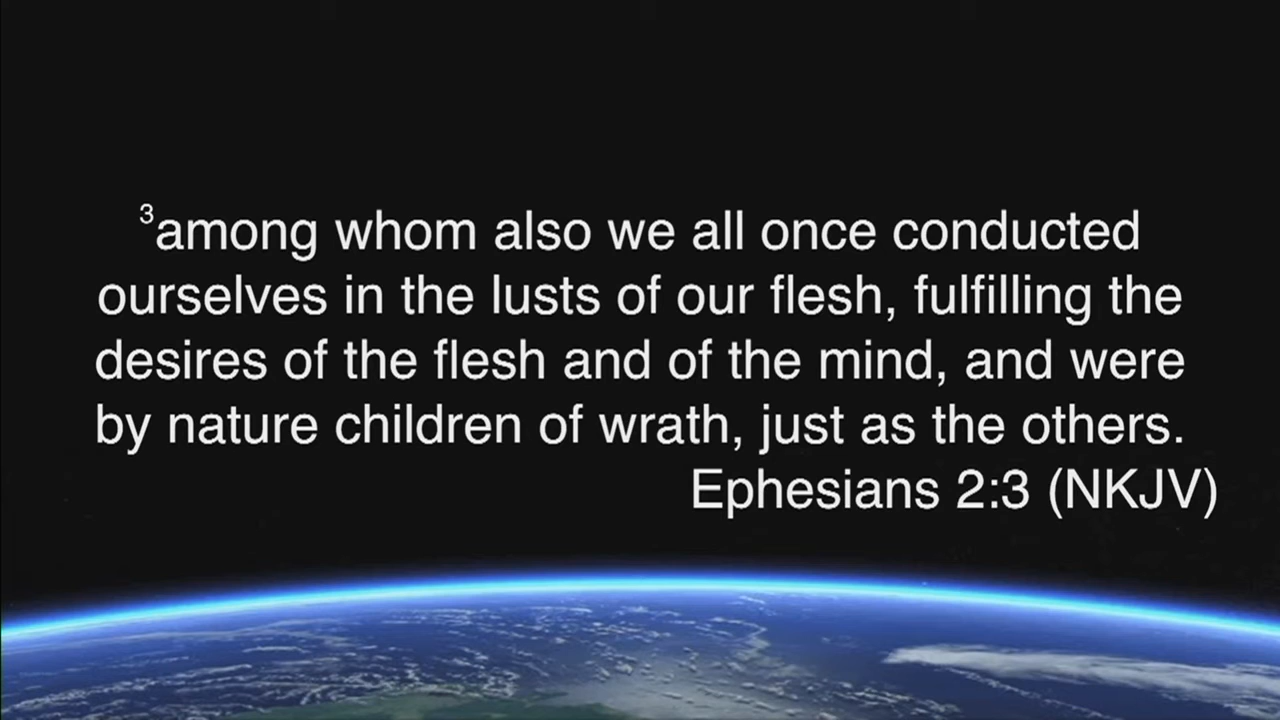 ³among whom also we all once conducted
ourselves in the lusts of our flesh, fulfilling the
desires of the flesh and of the mind, and were
by nature children of wrath, just as the others.
Ephesians 2:3 (NKJV)